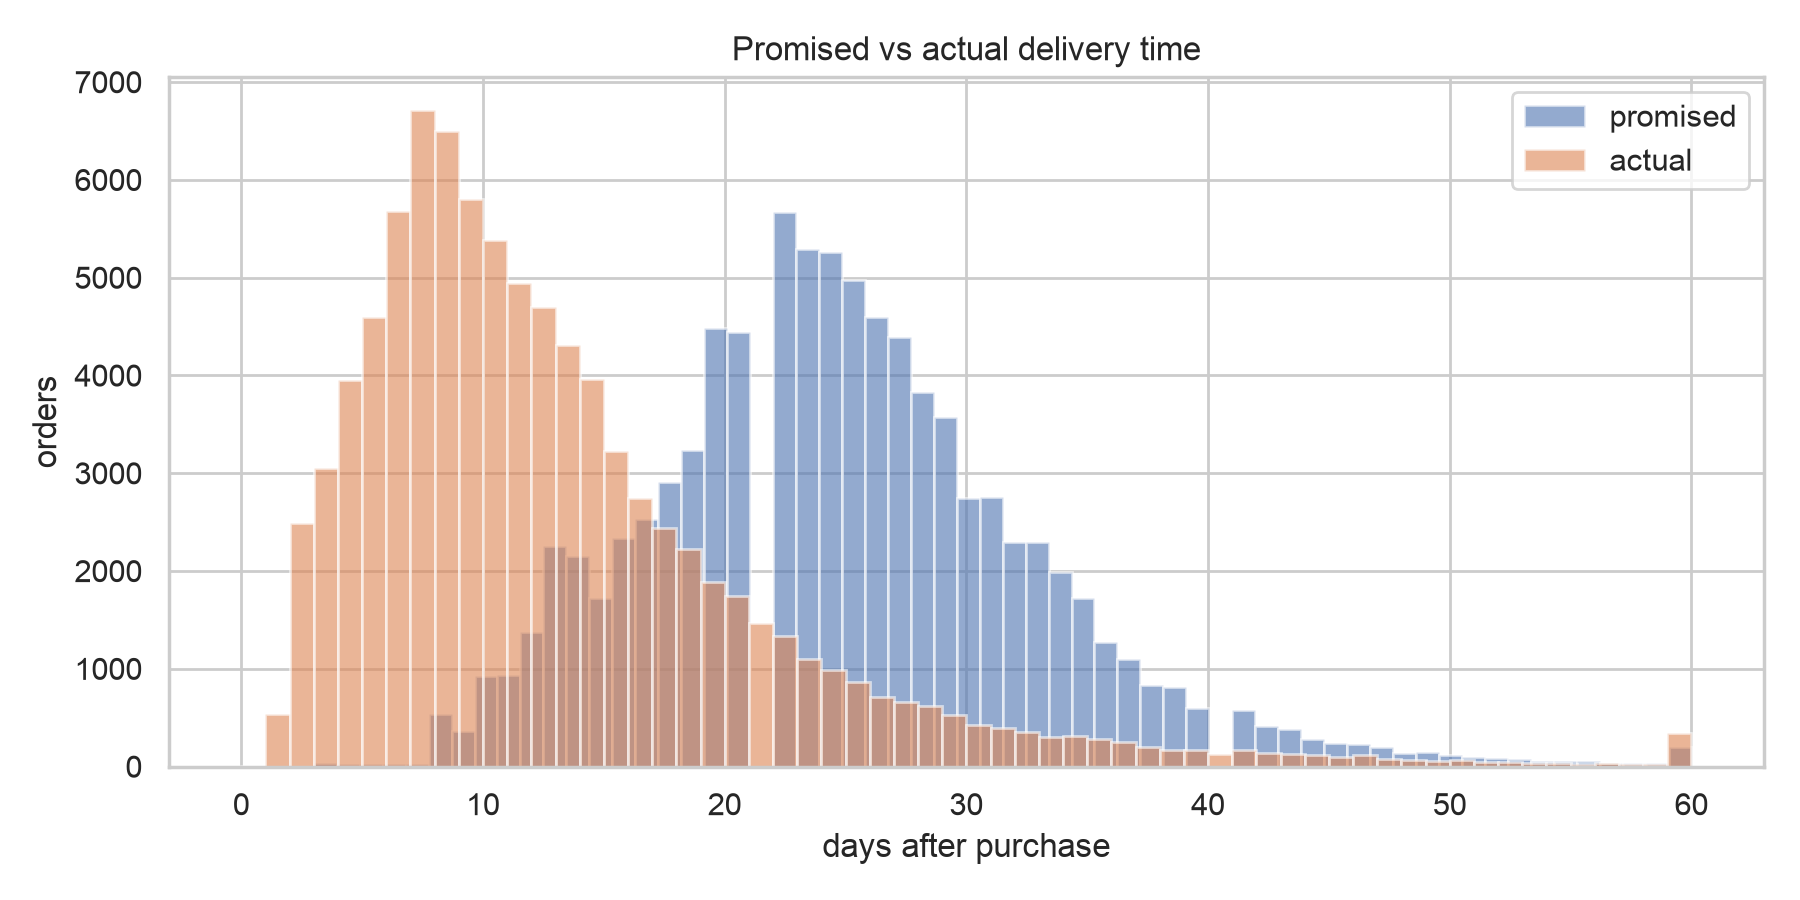 Promised vs actual delivery time
7000
6000
5000
4000
3000
2000
1000
0
orders
promised
actual
0 10 20 30 40 50 60
days after purchase